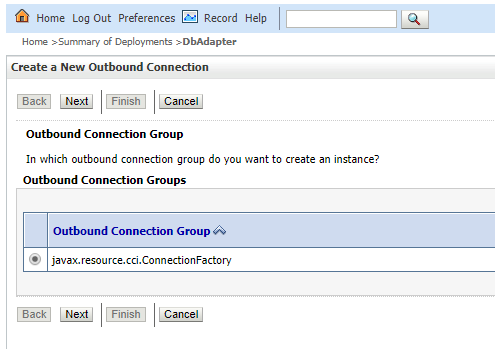 Home Log Out Preferences Record Help
Home >Summary of Deployments >DbAdapter
Create a New Outbound Connection
Back Next Finish Cancel
Outbound Connection Group
In which outbound connection group do you want to create an instance?
Outbound Connection Groups
Outbound Connection Group
javax.resource.cci.ConnectionFactory
Back Next Finish Cancel